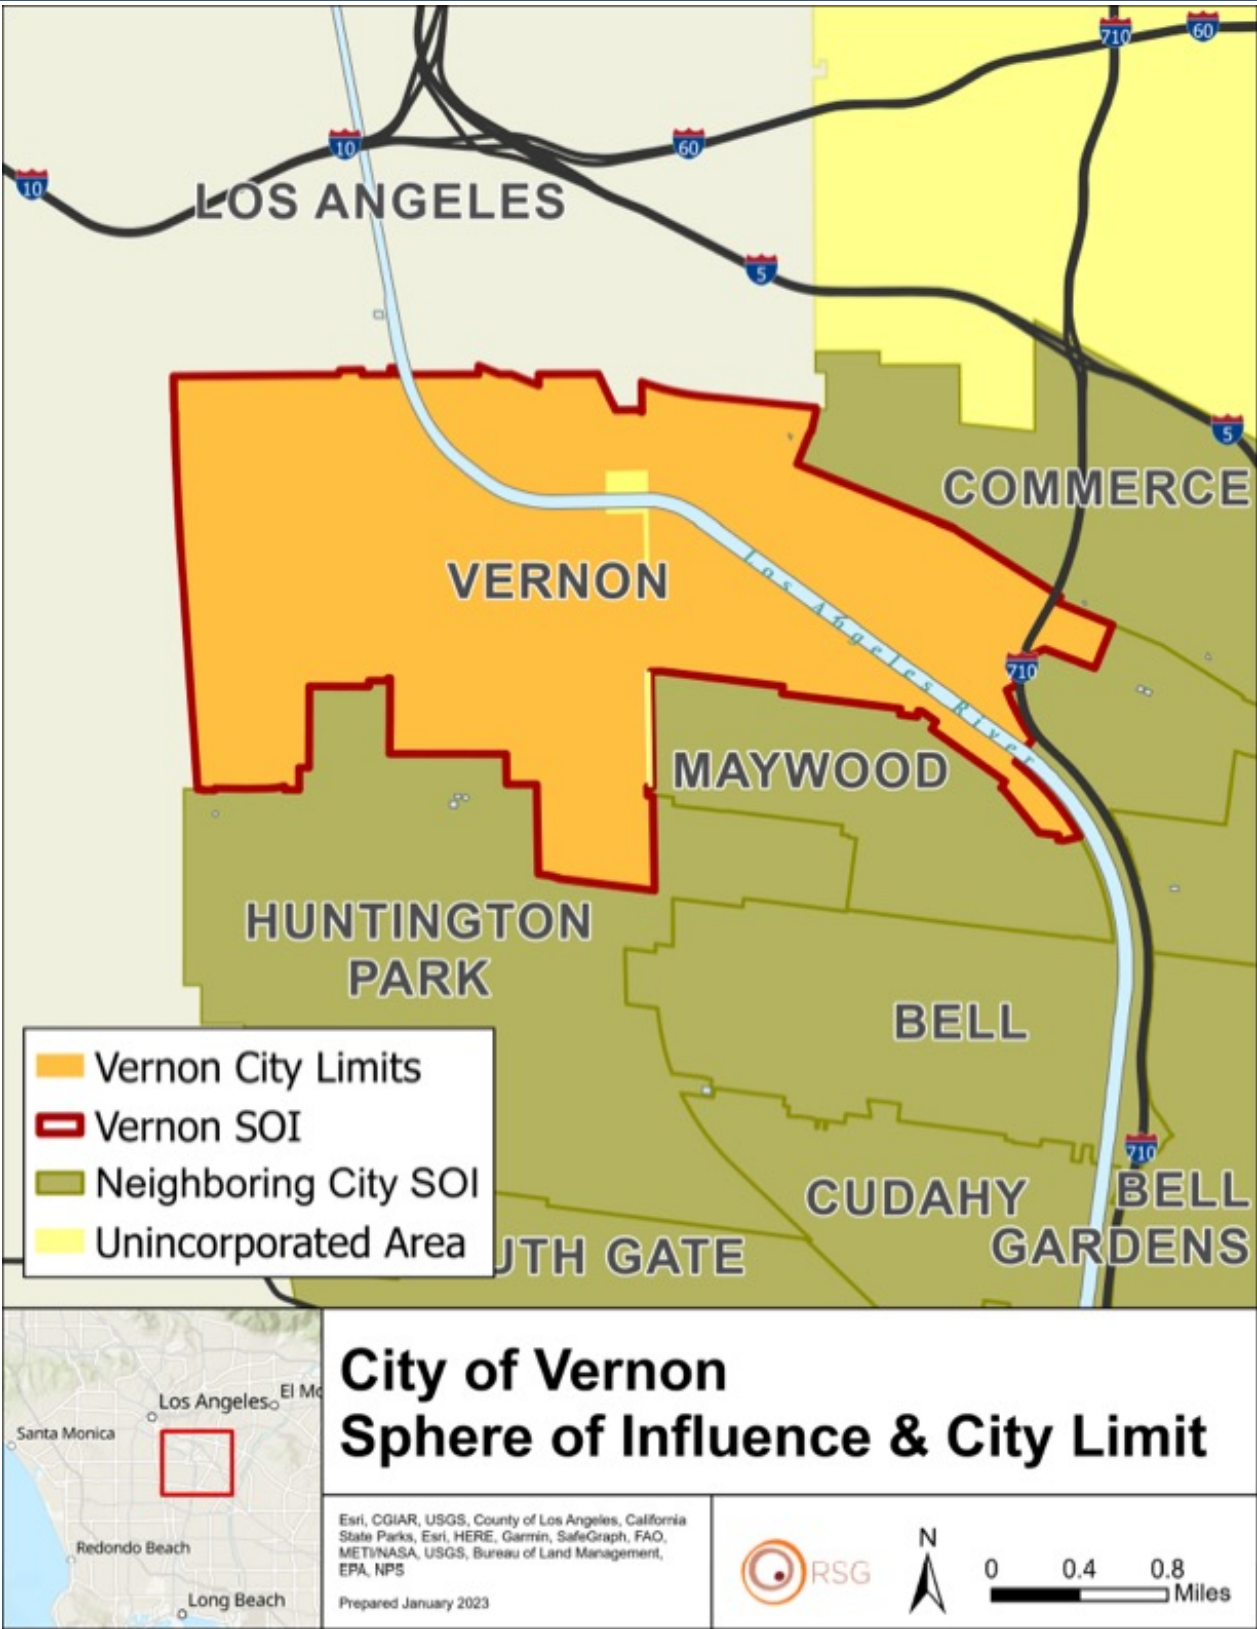 710
60
10
60
10
LOS ANGELES
5
5
COMMERCE
VERNON
Los Angeles River
710
MAYWOOD
HUNTINGTON
PARK
BELL
Vernon City Limits
Vernon SOI
Neighboring City SOI
Unincorporated Area
710
CUDAHY
BELL
GARDENS
UTH GATE
Los Angeles
El Mo
Santa Monica
Redondo Beach
Long Beach
City of Vernon
Sphere of Influence & City Limit
Esri, CGIAR, USGS, County of Los Angeles, California
State Parks, Esri, HERE, Garmin, SafeGraph, FAO,
METI/NASA, USGS, Bureau of Land Management,
EPA, NPS
Prepared January 2023
RSG
N
0 0.4 0.8
Miles